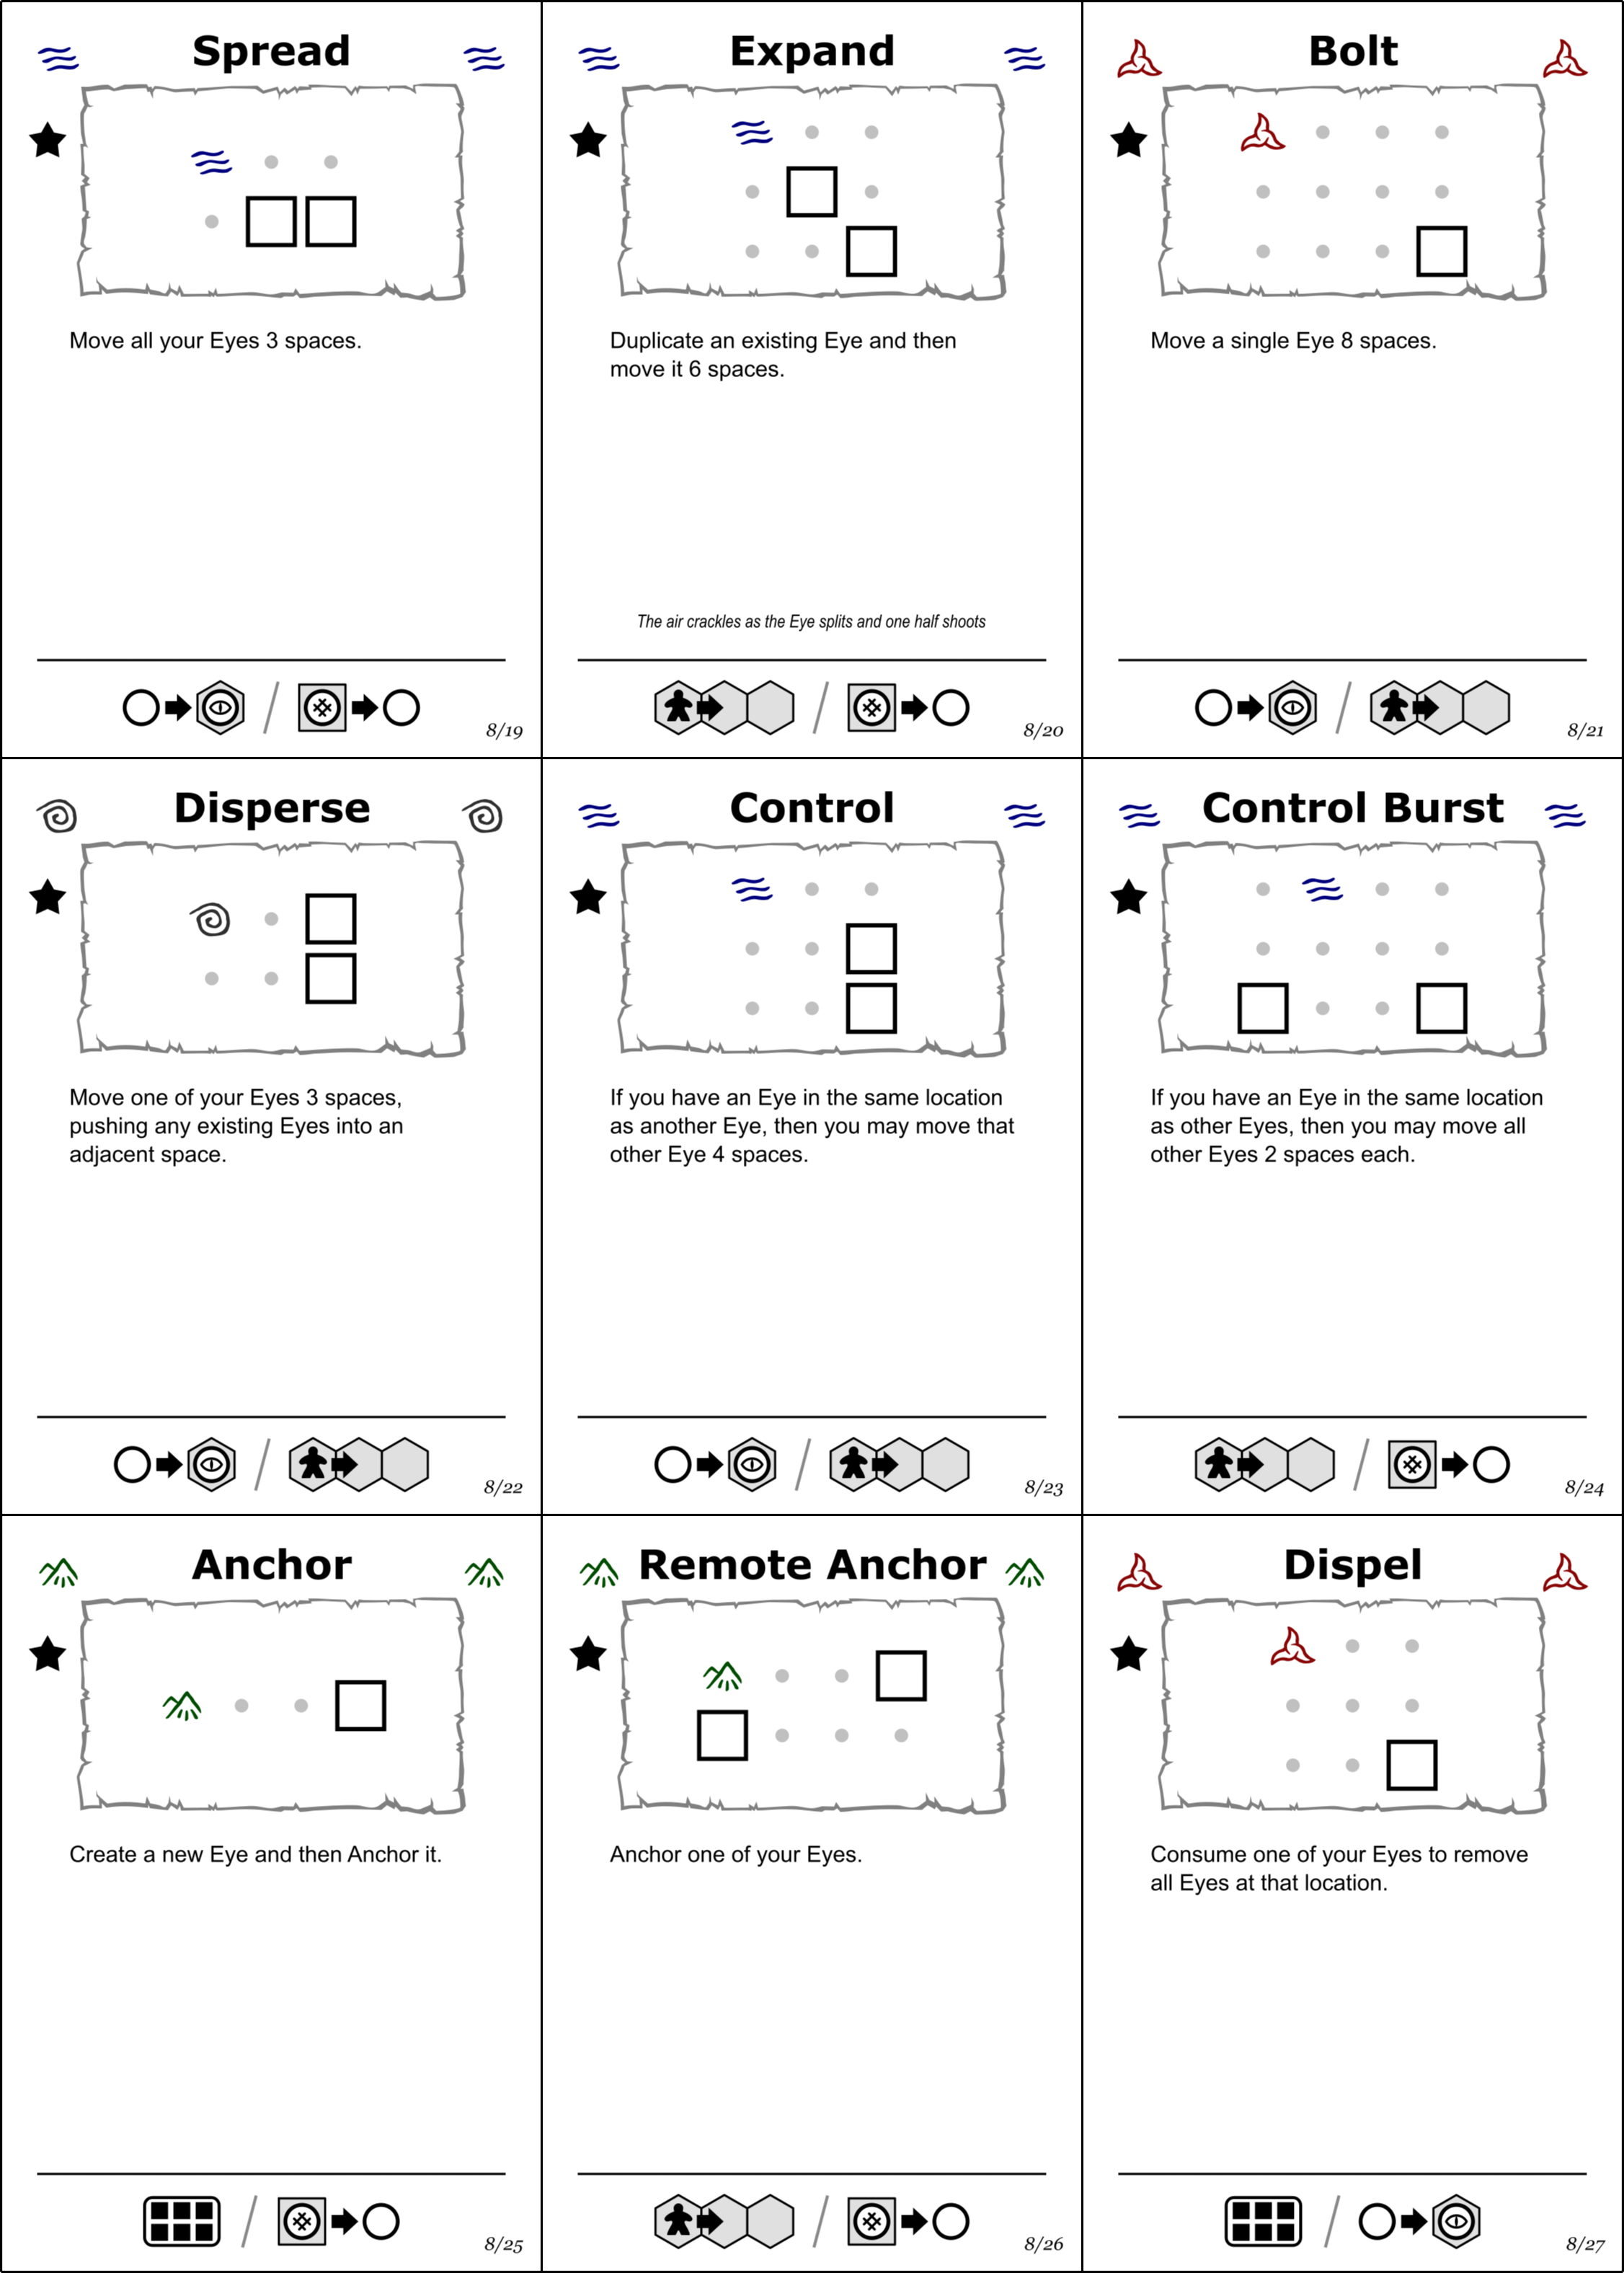 Spread
Move all your Eyes 3 spaces.
8/19
Expand
Duplicate an existing Eye and then
move it 6 spaces.
The air crackles as the Eye splits and one half shoots
8/20
Bolt
Move a single Eye 8 spaces.
8/21
Disperse
Move one of your Eyes 3 spaces,
pushing any existing Eyes into an
adjacent space.
8/22
Control
If you have an Eye in the same location
as another Eye, then you may move that
other Eye 4 spaces.
8/23
Control Burst
If you have an Eye in the same location
as other Eyes, then you may move all
other Eyes 2 spaces each.
8/24
Anchor
Create a new Eye and then Anchor it.
8/25
Remote Anchor
Anchor one of your Eyes.
8/26
Dispel
Consume one of your Eyes to remove
all Eyes at that location.
8/27